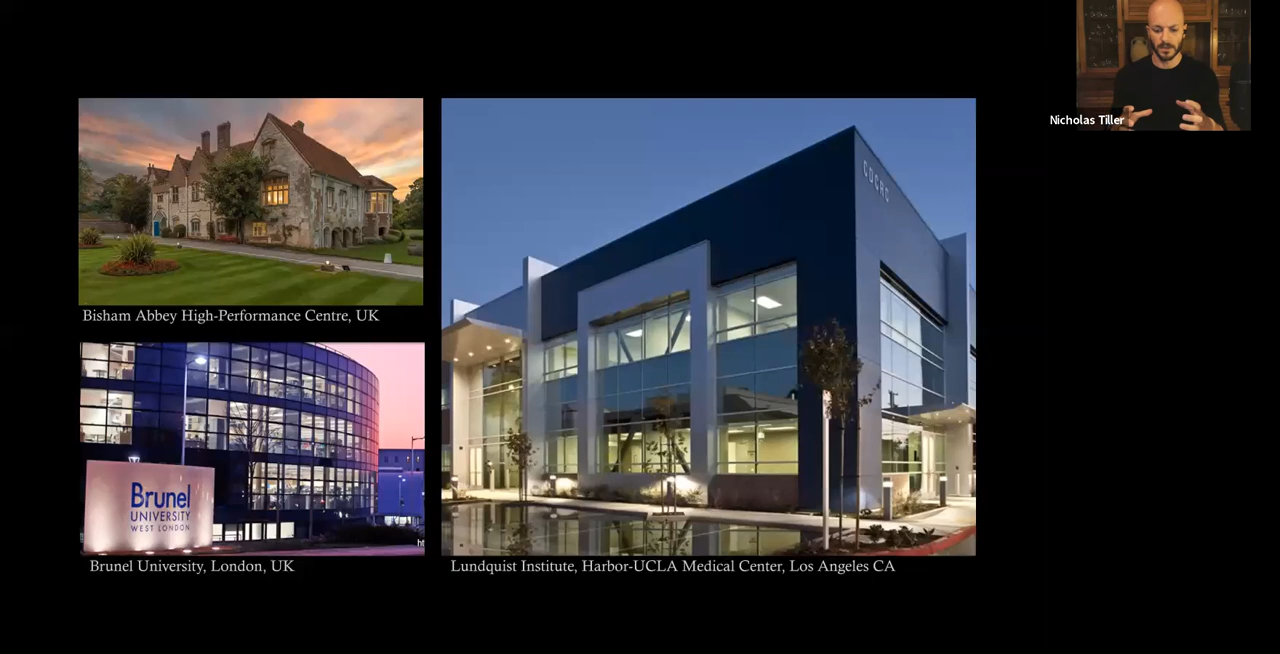 Nicholas Tiller
CDCRC
Bisham Abbey High-Performance Centre, UK
Brunel
UNIVERSITY
WEST LONDON
Brunel University, London, UK
Lundquist Institute, Harbor-UCLA Medical Center, Los Angeles CA